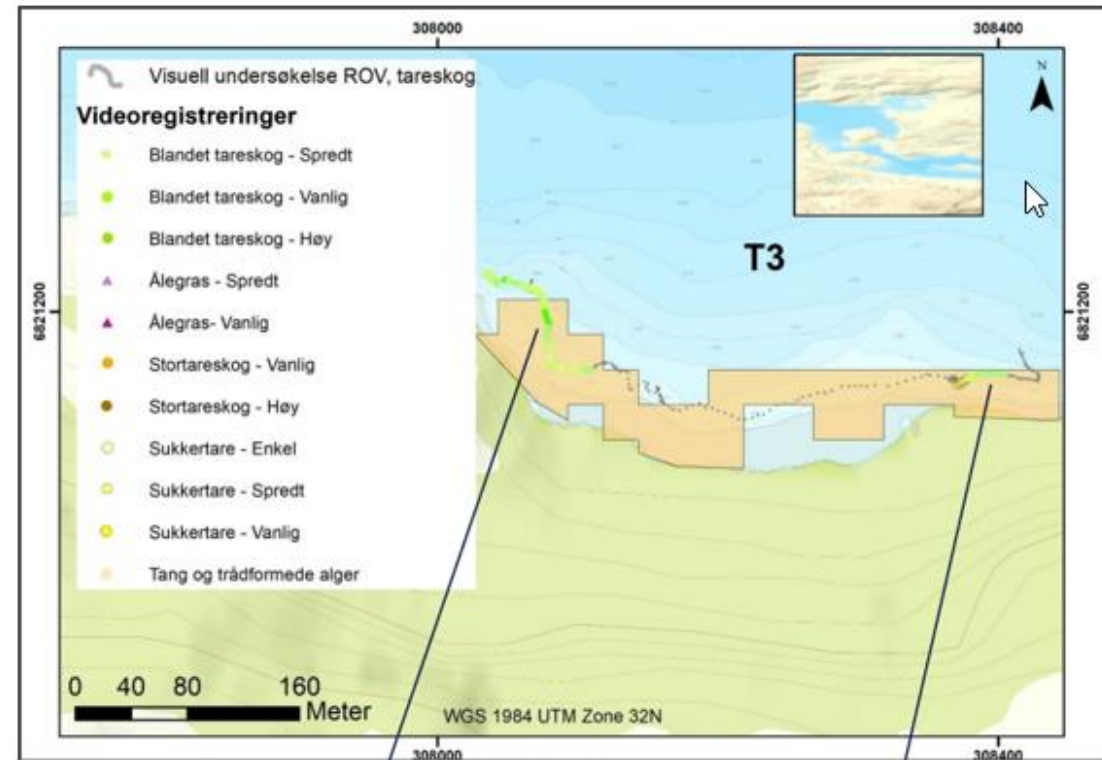 308000
308400
Visuell undersøkelse ROV, tareskog
Videoregistreringer
Blandet tareskog - Spredt
Blandet tareskog - Vanlig
Blandet tareskog - Høy
Ålegras - Spredt
Ålegras- Vanlig
Stortareskog - Vanlig
Stortareskog - Høy
Sukkertare - Enkel
Sukkertare - Spredt
Sukkertare - Vanlig
Tang og trådformede alger
N
T3
6821200
6821200
0 40 80 160
Meter
WGS 1984 UTM Zone 32N
308000
308400